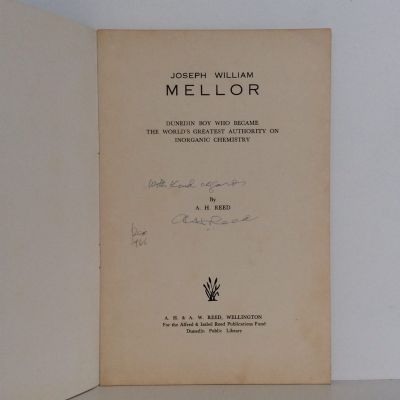 JOSEPH WILLIAM
MELLOR
DUNEDIN BOY WHO BECAME
THE WORLD'S GREATEST AUTHORITY ON
INORGANIC CHEMISTRY
With kind regards
By
A. H. REED
A. H. Reed
A. H. & A. W. REED, WELLINGTON
For the Alfred & Isabel Reed Publications Fund
Dunedin Public Library